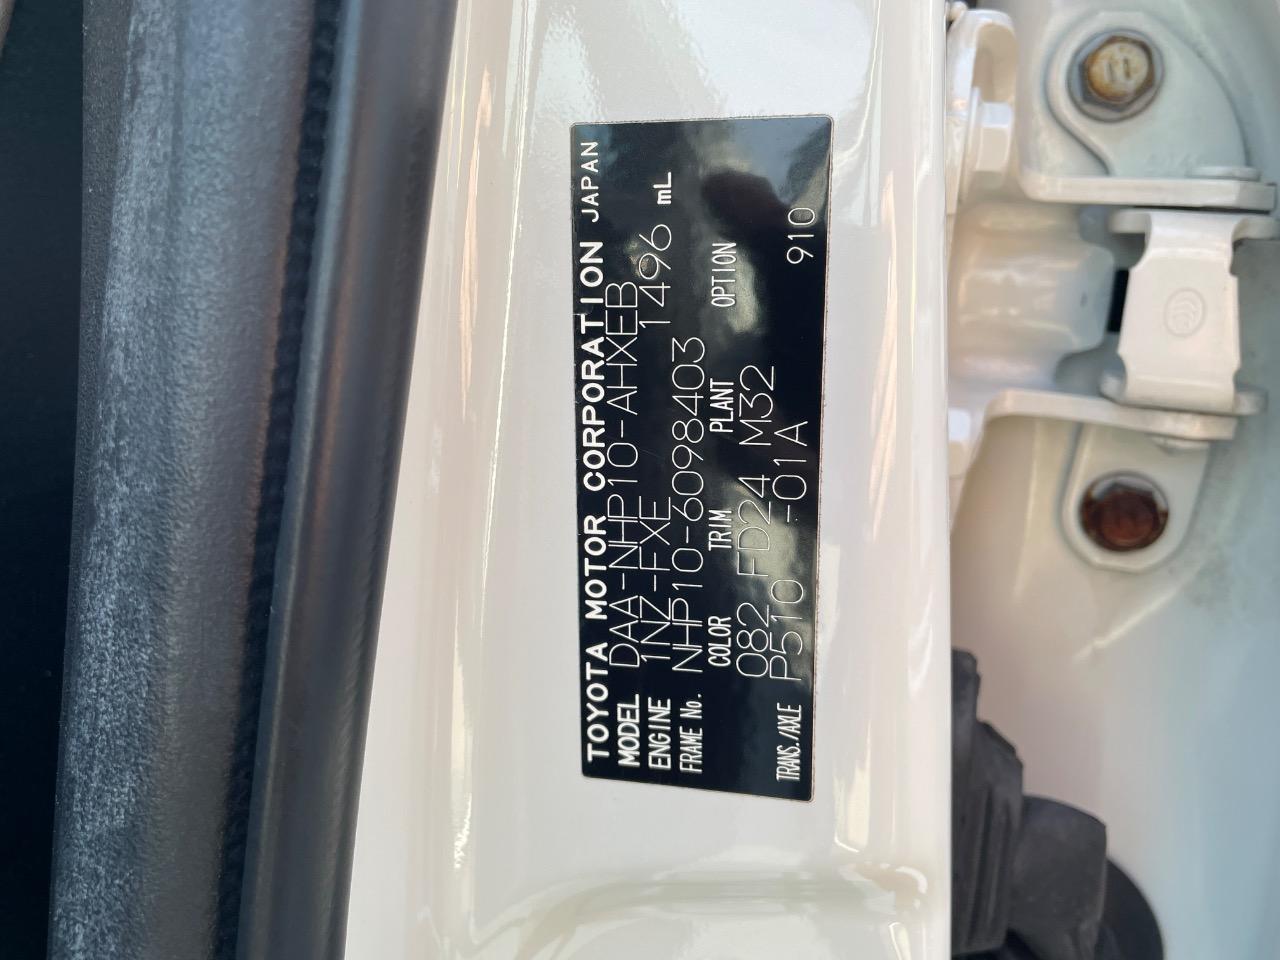 TOYOTA MOTOR CORPORATION JAPAN
MODEL DAA-NHP10-AHXEB
ENGINE 1NZ-FXE 1496 mL
FRAME No. NHP10-6098403
COLOR TRIM PLANT OPTION
082 FD24 M32
TRANS./AXLE P510 -01A 910